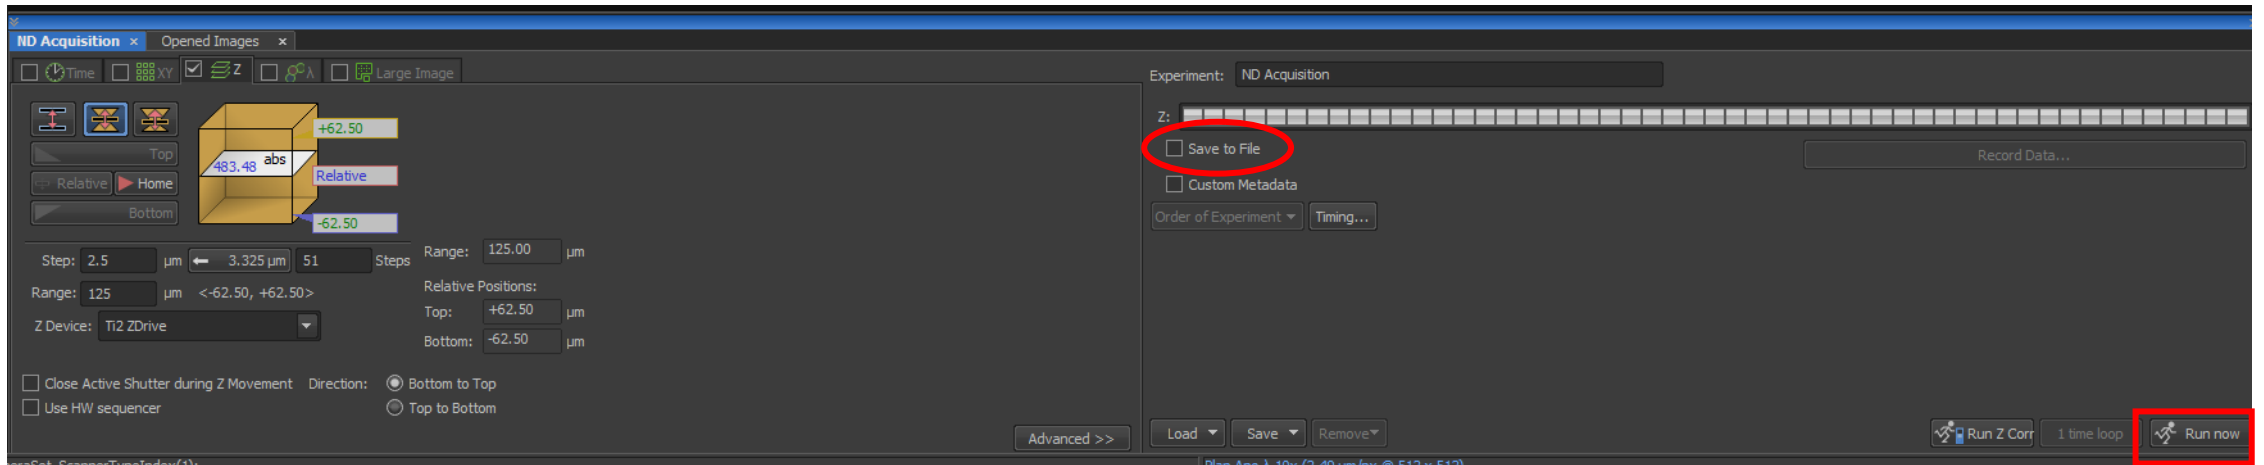 ND Acquisition × Opened Images ×
Time XY Z λ Large Image
Experiment: ND Acquisition
+62.50
Z:
Top
483.48 abs
Save to File
Record Data...
Relative Home
Relative
Custom Metadata
Bottom
-62.50
Order of Experiment Timing...
Step: 2.5 µm 3.325 µm 51 Steps Range: 125.00 µm
Range: 125 µm <-62.50, +62.50> Relative Positions:
Top: +62.50 µm
Z Device: Ti2 ZDrive
Bottom: -62.50 µm
Close Active Shutter during Z Movement Direction: Bottom to Top
Use HW sequencer Top to Bottom
Advanced >>
Load Save Remove Run Z Corr 1 time loop Run now